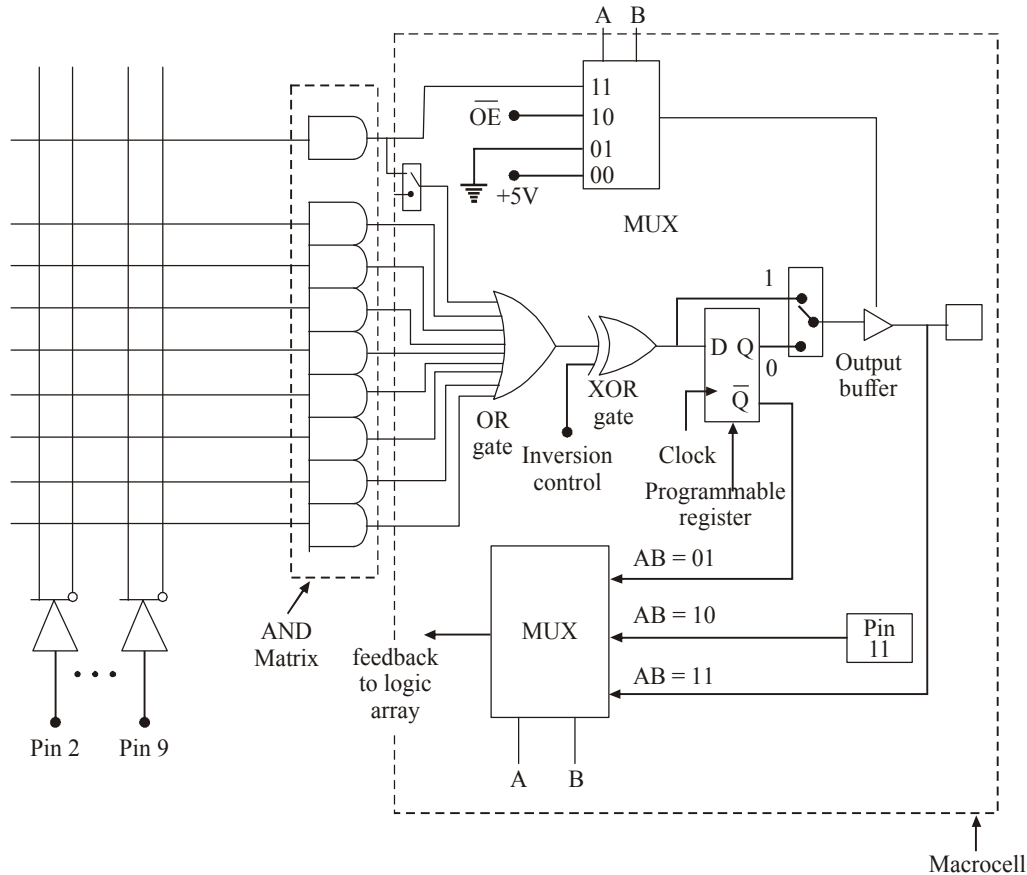 A B
11
OE
10
01
00
+5V
MUX
1
D Q
0
Q
Output
buffer
OR
gate
XOR
gate
Inversion
control
Clock
Programmable
register
AB = 01
AND
Matrix
MUX
AB = 10
Pin
11
feedback
to logic
array
AB = 11
Pin 2
Pin 9
A B
Macrocell